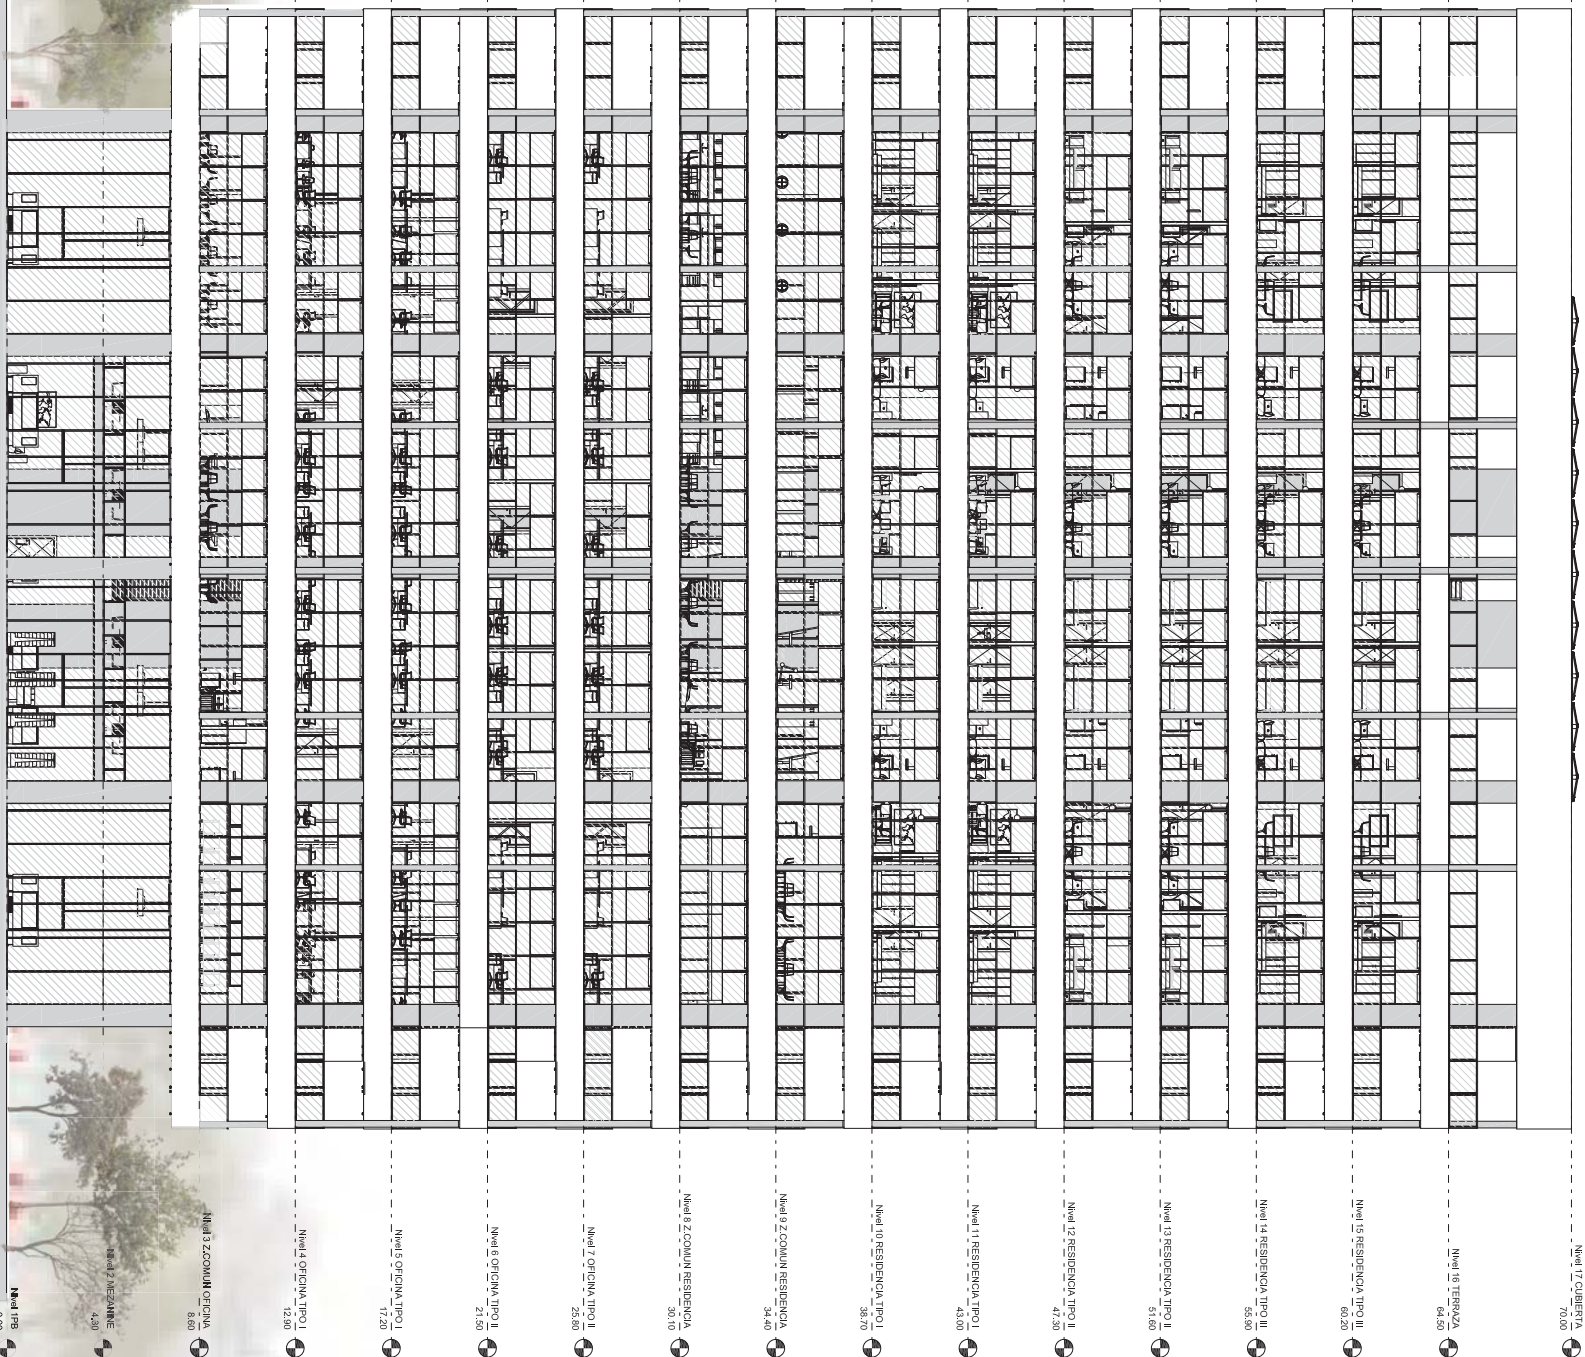 Nivel 17 CUBIERTA
70.00
Nivel 16 TERRAZA
64.50
Nivel 15 RESIDENCIA TIPO III
60.20
Nivel 14 RESIDENCIA TIPO III
55.90
Nivel 13 RESIDENCIA TIPO II
51.60
Nivel 12 RESIDENCIA TIPO II
47.30
Nivel 11 RESIDENCIA TIPO I
43.00
Nivel 10 RESIDENCIA TIPO I
38.70
Nivel 9 Z.COMUN RESIDENCIA
34.40
Nivel 8 Z.COMUN RESIDENCIA
30.10
Nivel 7 OFICINA TIPO II
25.80
Nivel 6 OFICINA TIPO II
21.50
Nivel 5 OFICINA TIPO I
17.20
Nivel 4 OFICINA TIPO I
12.90
Nivel 3 Z.COMUN OFICINA
8.60
Nivel 2 MEZANINE
4.30
Nivel 1PB